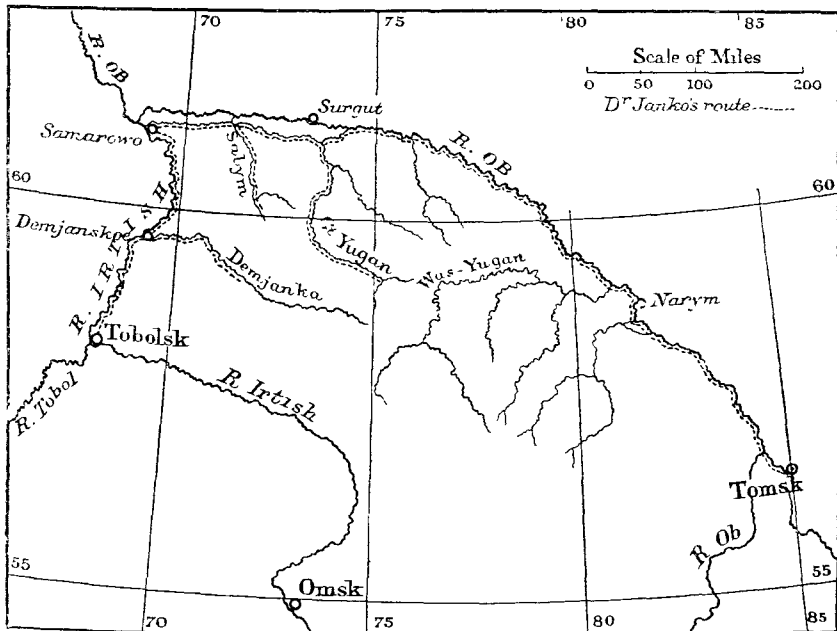 70
75
80
85
R. OB
Scale of Miles
0 50 100 200
Dr Janko's route
Surgut
Samarowo
R. OB
Salym
60
60
R. IRTISH
Demjansko
Yugan
Demjanka
Was-Yugan
Narym
Tobolsk
R. Tobol
R Irtish
Tomsk
R Ob
55
55
Omsk
70
75
80
85